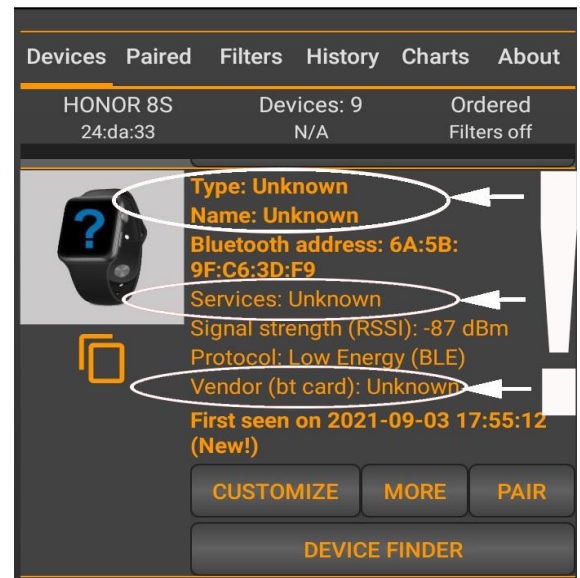 Devices Paired Filters History Charts About
HONOR 8S Devices: 9 Ordered
24:da:33 N/A Filters off
Type: Unknown
Name: Unknown
Bluetooth address: 6A:5B:
9F:C6:3D:F9
Services: Unknown
Signal strength (RSSI): -87 dBm
Protocol: Low Energy (BLE)
Vendor (bt card): Unknown
First seen on 2021-09-03 17:55:12
(New!)
?
!
CUSTOMIZE MORE PAIR
DEVICE FINDER